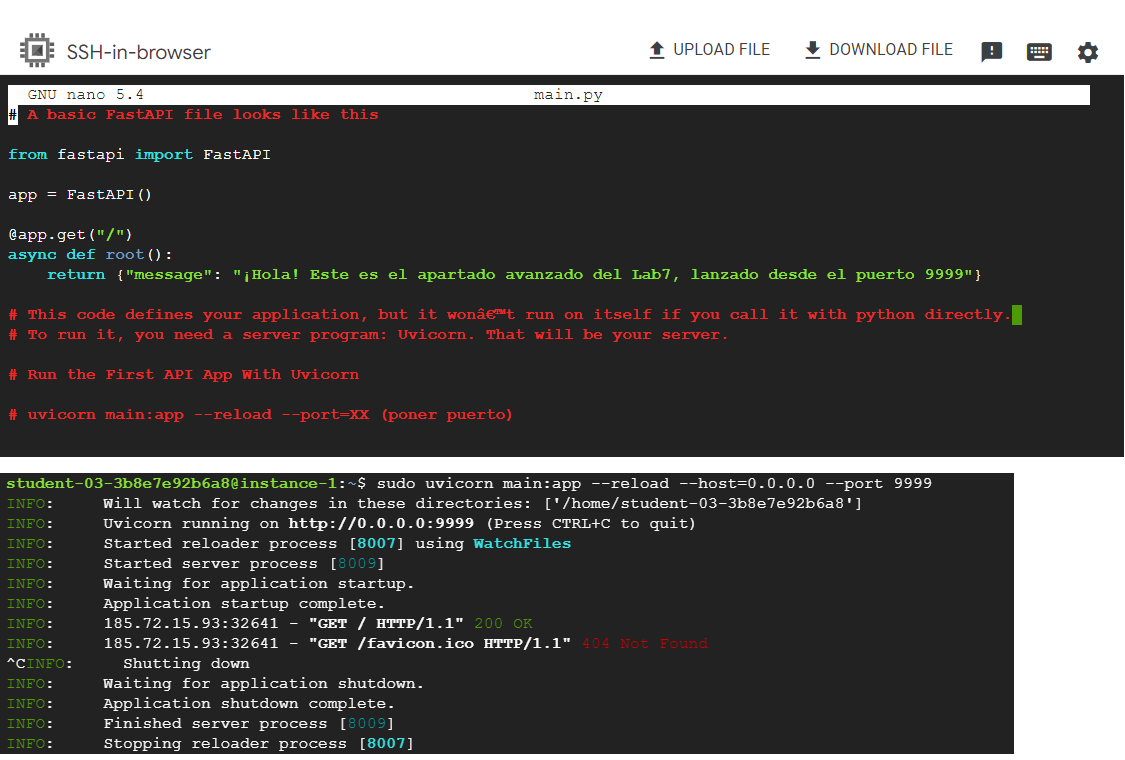 SSH-in-browser
UPLOAD FILE
DOWNLOAD FILE
GNU nano 5.4 main.py
# A basic FastAPI file looks like this
from fastapi import FastAPI
app = FastAPI()
@app.get("/")
async def root():
    return {"message": "¡Hola! Este es el apartado avanzado del Lab7, lanzado desde el puerto 9999"}
# This code defines your application, but it wonâ€™t run on itself if you call it with python directly.
# To run it, you need a server program: Uvicorn. That will be your server.
# Run the First API App With Uvicorn
# uvicorn main:app --reload --port=XX (poner puerto)
student-03-3b8e7e92b6a8@instance-1:~$ sudo uvicorn main:app --reload --host=0.0.0.0 --port 9999
INFO:     Will watch for changes in these directories: ['/home/student-03-3b8e7e92b6a8']
INFO:     Uvicorn running on http://0.0.0.0:9999 (Press CTRL+C to quit)
INFO:     Started reloader process [8007] using WatchFiles
INFO:     Started server process [8009]
INFO:     Waiting for application startup.
INFO:     Application startup complete.
INFO:     185.72.15.93:32641 - "GET / HTTP/1.1" 200 OK
INFO:     185.72.15.93:32641 - "GET /favicon.ico HTTP/1.1" 404 Not Found
^CINFO:     Shutting down
INFO:     Waiting for application shutdown.
INFO:     Application shutdown complete.
INFO:     Finished server process [8009]
INFO:     Stopping reloader process [8007]